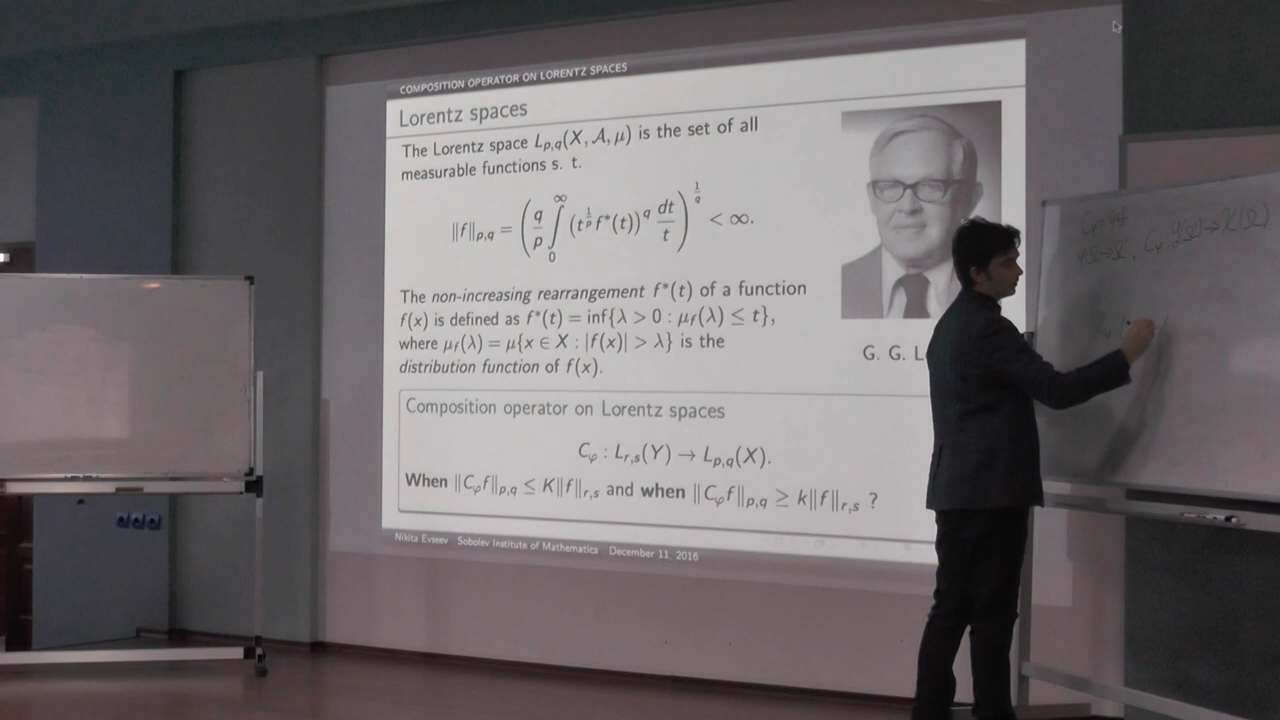 COMPOSITION OPERATOR ON LORENTZ SPACES
Lorentz spaces
The Lorentz space L_{p,q}(X, 𝒜, μ) is the set of all
measurable functions s. t.
‖f‖_{p,q} = ( q/p ∫_0^∞ (t^{1/p} f*(t))^q dt/t )^{1/q} < ∞.
The non-increasing rearrangement f*(t) of a function
f(x) is defined as f*(t) = inf{λ > 0 : μ_f(λ) ≤ t},
where μ_f(λ) = μ{x ∈ X : |f(x)| > λ} is the
distribution function of f(x).
G. G. L
Composition operator on Lorentz spaces
C_φ : L_{r,s}(Y) → L_{p,q}(X).
When ‖C_φ f‖_{p,q} ≤ K‖f‖_{r,s} and when ‖C_φ f‖_{p,q} ≥ k‖f‖_{r,s} ?
Nikita Evseev Sobolev Institute of Mathematics December 11, 2016